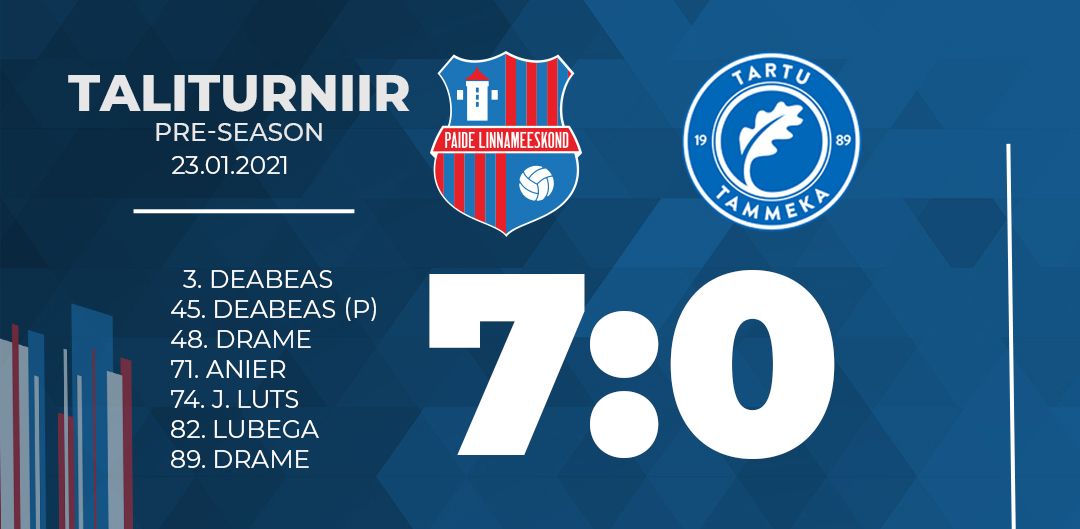 TALITURNIIR
PRE-SEASON
23.01.2021
PAIDE LINNAMEESKOND
TARTU
19 89
TAMMEKA
3. DEABEAS
45. DEABEAS (P)
48. DRAME
71. ANIER
74. J. LUTS
82. LUBEGA
89. DRAME
7:0